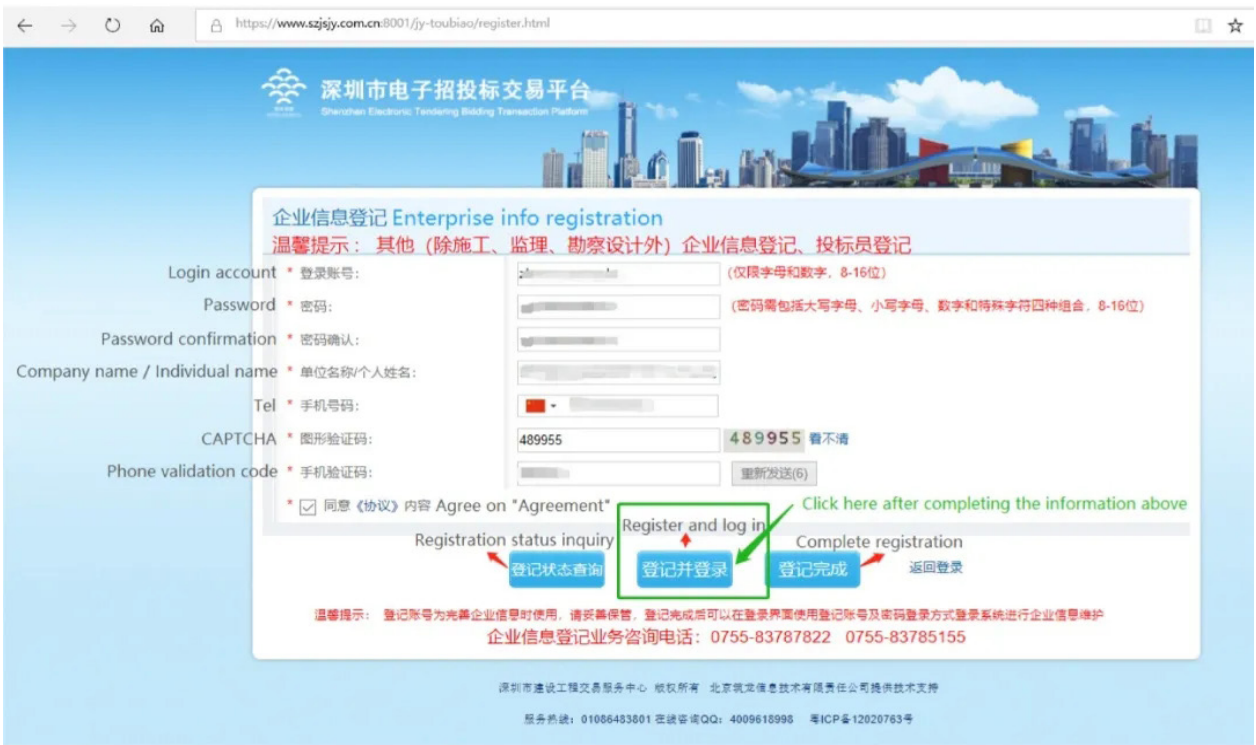 https://www.szjsjy.com.cn:8001/jy-toubiao/register.html
深圳市电子招投标交易平台
Shenzhen Electronic Tendering Bidding Transaction Platform
企业信息登记 Enterprise info registration
温馨提示： 其他（除施工、监理、勘察设计外）企业信息登记、投标员登记
Login account * 登录账号: (仅限字母和数字，8-16位)
Password * 密码: (密码需包括大写字母、小写字母、数字和特殊字符四种组合，8-16位)
Password confirmation * 密码确认:
Company name / Individual name * 单位名称/个人姓名:
Tel * 手机号码:
CAPTCHA * 图形验证码: 489955 489955 看不清
Phone validation code * 手机验证码: 重新发送(6)
* 同意《协议》内容 Agree on "Agreement" Click here after completing the information above
Registration status inquiry Register and log in Complete registration
登记状态查询 登记并登录 登记完成 返回登录
温馨提示： 登记账号为完善企业信息时使用，请妥善保管，登记完成后可以在登录界面使用登记账号及密码登录方式登录系统进行企业信息维护
企业信息登记业务咨询电话：0755-83787822 0755-83785155
深圳市建设工程交易服务中心 版权所有 北京筑龙信息技术有限责任公司提供技术支持
服务热线：01086483801 在线咨询QQ：4009618998 粤ICP备12020763号